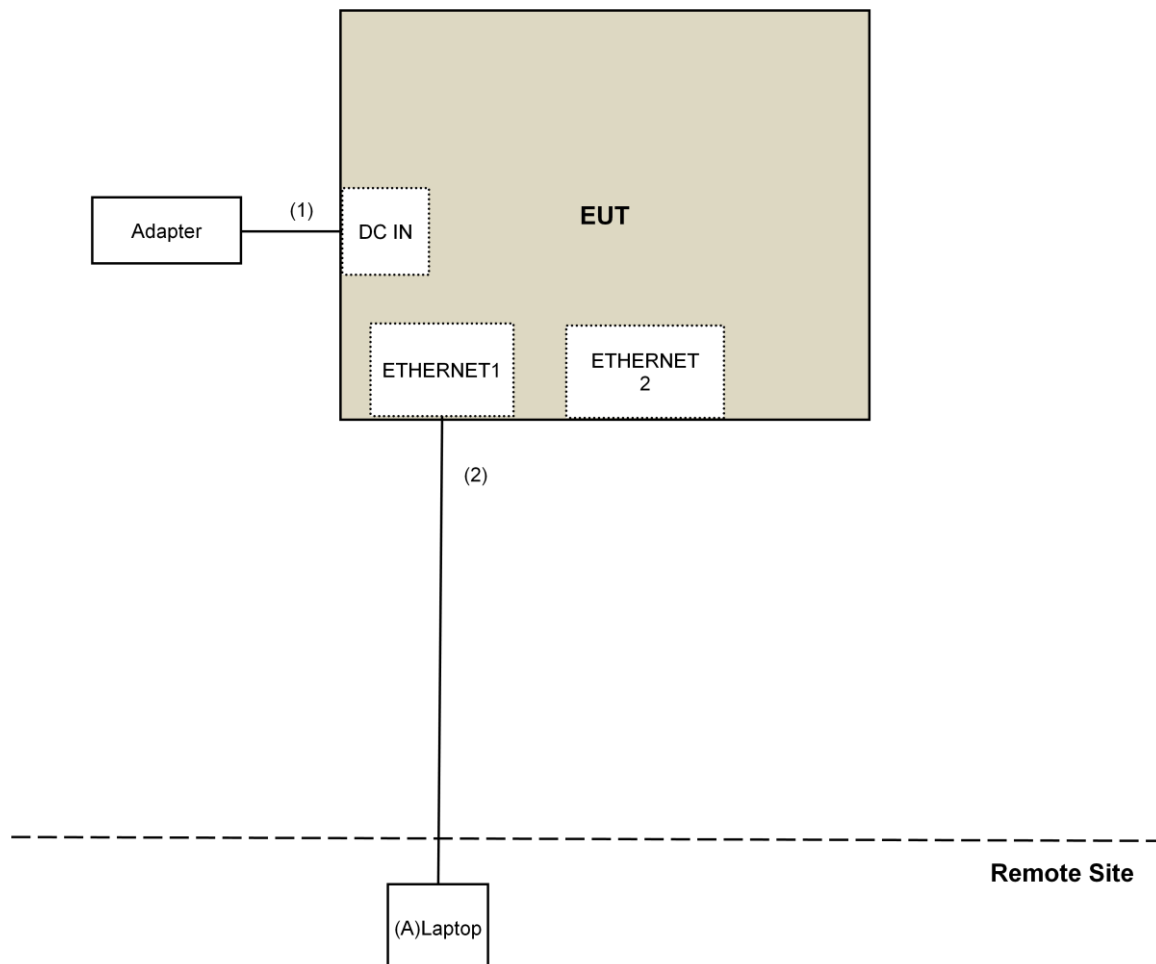 EUT
(1)
Adapter
DC IN
ETHERNET1
ETHERNET
2
(2)
Remote Site
(A)Laptop